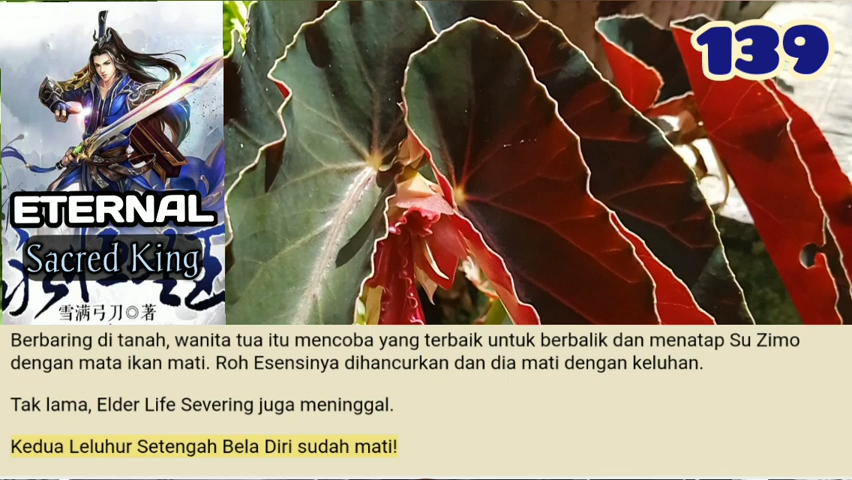 139
ETERNAL
Sacred King
雪满弓刀◎著
Berbaring di tanah, wanita tua itu mencoba yang terbaik untuk berbalik dan menatap Su Zimo
dengan mata ikan mati. Roh Esensinya dihancurkan dan dia mati dengan keluhan.
Tak lama, Elder Life Severing juga meninggal.
Kedua Leluhur Setengah Bela Diri sudah mati!